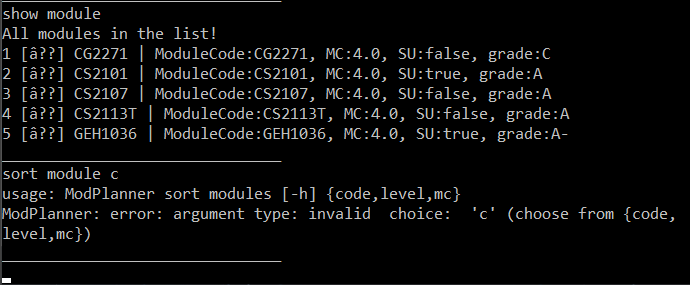 show module
All modules in the list!
1 [â??] CG2271 | ModuleCode:CG2271, MC:4.0, SU:false, grade:C
2 [â??] CS2101 | ModuleCode:CS2101, MC:4.0, SU:true, grade:A
3 [â??] CS2107 | ModuleCode:CS2107, MC:4.0, SU:false, grade:A
4 [â??] CS2113T | ModuleCode:CS2113T, MC:4.0, SU:false, grade:A
5 [â??] GEH1036 | ModuleCode:GEH1036, MC:4.0, SU:true, grade:A-
sort module c
usage: ModPlanner sort modules [-h] {code,level,mc}
ModPlanner: error: argument type: invalid  choice:  'c' (choose from {code,
level,mc})